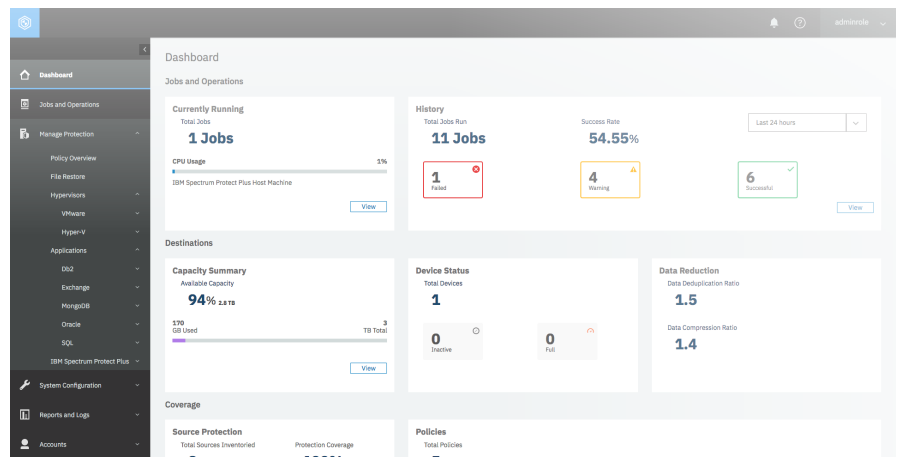 adminrole
Dashboard
Jobs and Operations
Manage Protection
Policy Overview
File Restore
Hypervisors
VMware
Hyper-V
Applications
Db2
Exchange
MongoDB
Oracle
SQL
IBM Spectrum Protect Plus
System Configuration
Reports and Logs
Accounts
Dashboard
Jobs and Operations
Currently Running
Total Jobs
1 Jobs
CPU Usage 1%
IBM Spectrum Protect Plus Host Machine
View
History
Total Jobs Run
11 Jobs
Success Rate
54.55%
Last 24 hours
1
Failed
4
Warning
6
Successful
View
Destinations
Capacity Summary
Available Capacity
94% 2.8 TB
170 3
GB Used TB Total
View
Device Status
Total Devices
1
0
Inactive
0
Full
Data Reduction
Data Deduplication Ratio
1.5
Data Compression Ratio
1.4
Coverage
Source Protection
Total Sources Inventoried Protection Coverage
Policies
Total Policies